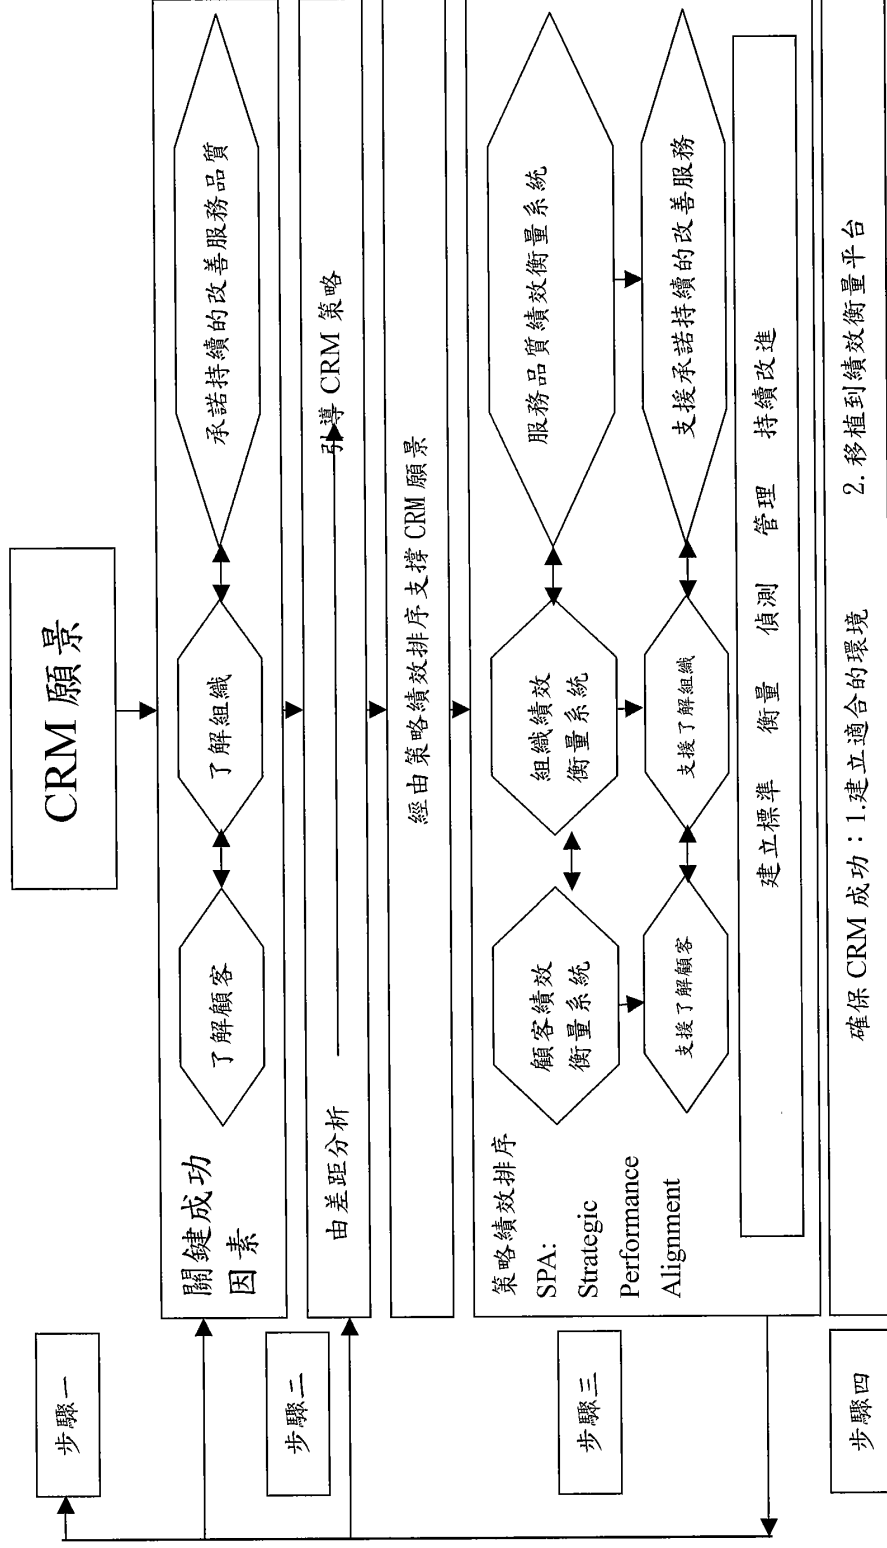 CRM 願景
步驟一
關鍵成功
因素
了解顧客
了解組織
承諾持續的改善服務品質
步驟二
由差距分析
引導 CRM 策略
經由策略績效排序支撐 CRM 願景
步驟三
策略績效排序
SPA:
Strategic
Performance
Alignment
顧客績效
衡量系統
組織績效
衡量系統
服務品質績效衡量系統
支援了解顧客
支援了解組織
支援承諾持續的改善服務
建立標準 衡量 偵測 管理 持續改進
步驟四
確保 CRM 成功：1.建立適合的環境 2. 移植到績效衡量平台